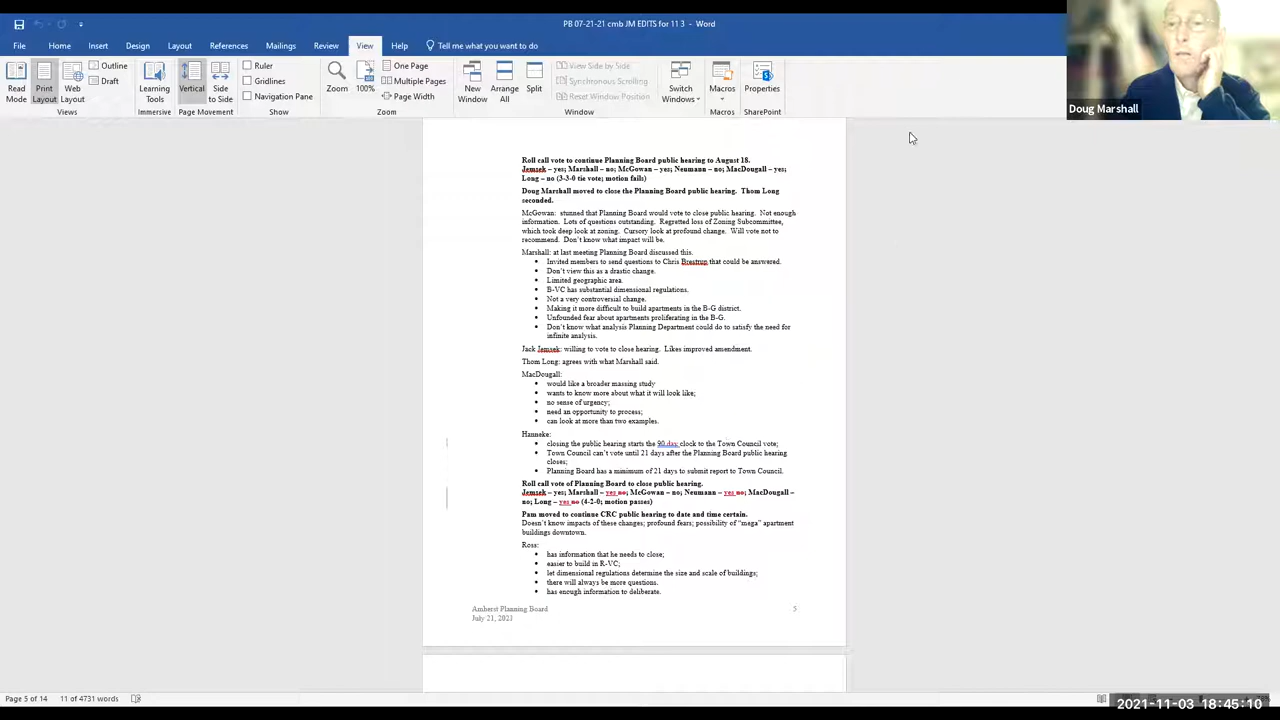 PB 07-21-21 cmb JM EDITS for 11 3 - Word
File Home Insert Design Layout References Mailings Review View Help Tell me what you want to do
Read Mode
Print Layout
Web Layout
Outline
Draft
Views
Learning Tools
Immersive
Vertical
Side to Side
Page Movement
Ruler
Gridlines
Navigation Pane
Show
Zoom
100%
One Page
Multiple Pages
Page Width
Zoom
New Window
Arrange All
Split
View Side by Side
Synchronous Scrolling
Reset Window Position
Window
Switch Windows
Macros
Macros
Properties
SharePoint
Doug Marshall
Roll call vote to continue Planning Board public hearing to August 18.
Jemsek – yes; Marshall – no; McGowan – yes; Neumann – no; MacDougall – yes;
Long – no (3-3-0 tie vote; motion fails)
Doug Marshall moved to close the Planning Board public hearing. Thom Long
seconded.
McGowan: stunned that Planning Board would vote to close public hearing. Not enough
information. Lots of questions outstanding. Regretted loss of Zoning Subcommittee,
which took deep look at zoning. Cursory look at profound change. Will vote not to
recommend. Don't know what impact will be.
Marshall: at last meeting Planning Board discussed this.
• Invited members to send questions to Chris Brestrup that could be answered.
• Don't view this as a drastic change.
• Limited geographic area.
• B-VC has substantial dimensional regulations.
• Not a very controversial change.
• Making it more difficult to build apartments in the B-G district.
• Unfounded fear about apartments proliferating in the B-G.
• Don't know what analysis Planning Department could do to satisfy the need for
infinite analysis.
Jack Jemsek: willing to vote to close hearing. Likes improved amendment.
Thom Long: agrees with what Marshall said.
MacDougall:
• would like a broader massing study
• wants to know more about what it will look like;
• no sense of urgency;
• need an opportunity to process;
• can look at more than two examples.
Hanneke:
• closing the public hearing starts the 90 day clock to the Town Council vote;
• Town Council can't vote until 21 days after the Planning Board public hearing
closes;
• Planning Board has a minimum of 21 days to submit report to Town Council.
Roll call vote of Planning Board to close public hearing.
Jemsek – yes; Marshall – yes no; McGowan – no; Neumann – yes no; MacDougall –
no; Long – yes no (4-2-0; motion passes)
Pam moved to continue CRC public hearing to date and time certain.
Doesn't know impacts of these changes; profound fears; possibility of "mega" apartment
buildings downtown.
Ross:
• has information that he needs to close;
• easier to build in R-VC;
• let dimensional regulations determine the size and scale of buildings;
• there will always be more questions.
• has enough information to deliberate.
Amherst Planning Board 5
July 21, 2021
Page 5 of 14 11 of 4731 words
2021-11-03 18:45:10